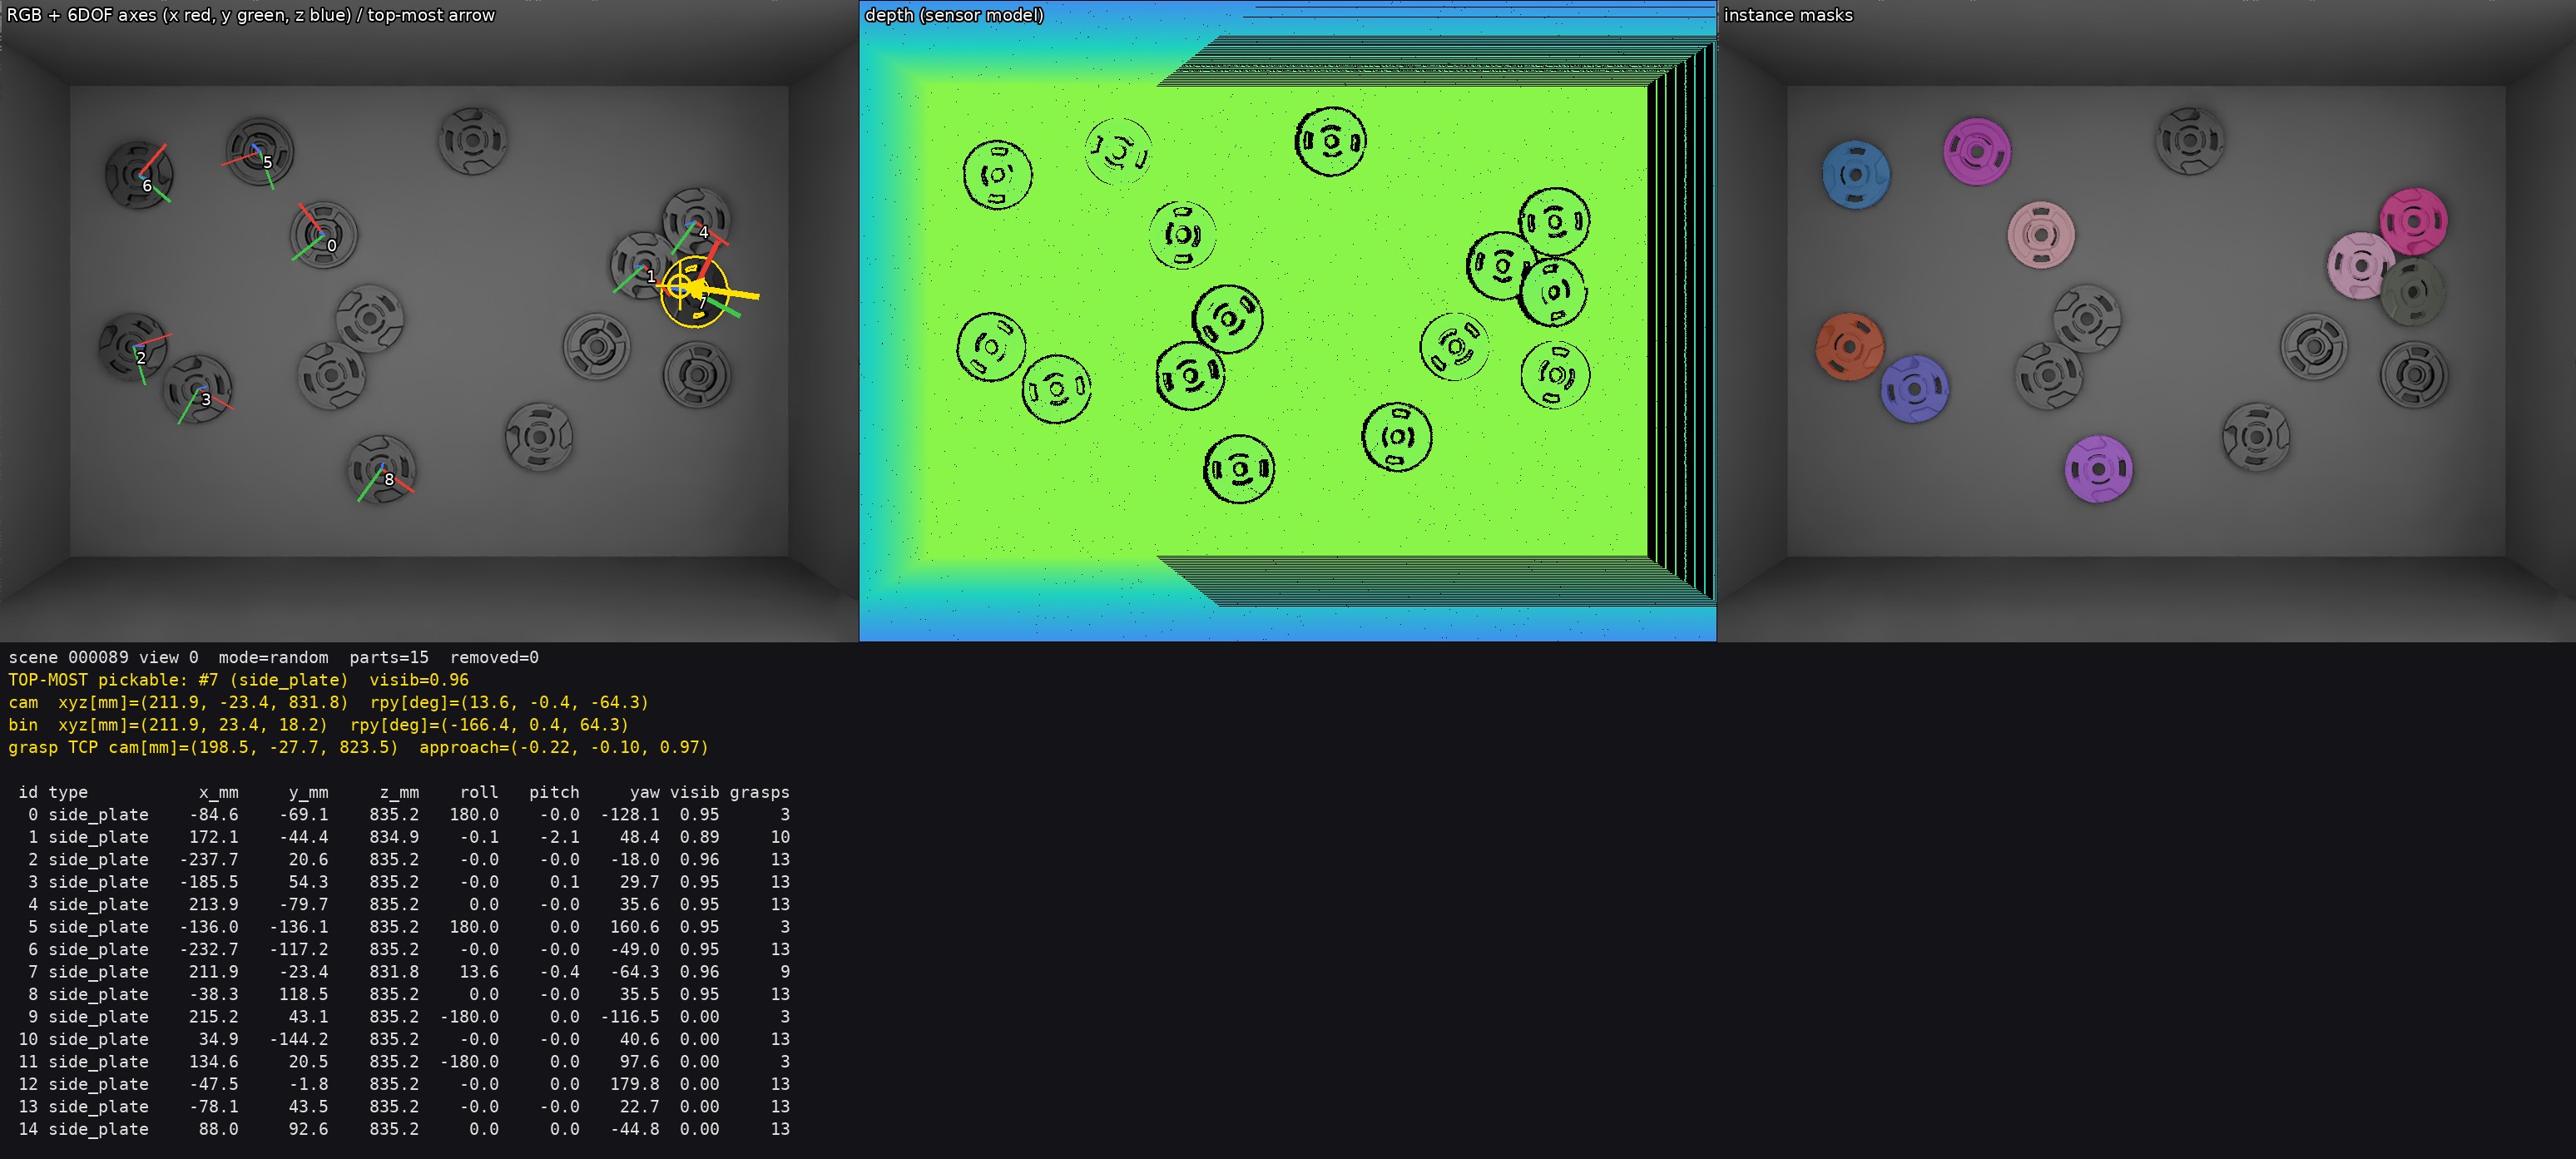 RGB + 6DOF axes (x red, y green, z blue) / top-most arrow
depth (sensor model)
instance masks
5
6
0
4
1
7
2
3
8
scene 000089 view 0  mode=random  parts=15  removed=0
TOP-MOST pickable: #7 (side_plate)  visib=0.96
cam  xyz[mm]=(211.9, -23.4, 831.8)  rpy[deg]=(13.6, -0.4, -64.3)
bin  xyz[mm]=(211.9, 23.4, 18.2)  rpy[deg]=(-166.4, 0.4, 64.3)
grasp TCP cam[mm]=(198.5, -27.7, 823.5)  approach=(-0.22, -0.10, 0.97)
id type x_mm y_mm z_mm roll pitch yaw visib grasps
0 side_plate -84.6 -69.1 835.2 180.0 -0.0 -128.1 0.95 3
1 side_plate 172.1 -44.4 834.9 -0.1 -2.1 48.4 0.89 10
2 side_plate -237.7 20.6 835.2 -0.0 -0.0 -18.0 0.96 13
3 side_plate -185.5 54.3 835.2 -0.0 0.1 29.7 0.95 13
4 side_plate 213.9 -79.7 835.2 0.0 -0.0 35.6 0.95 13
5 side_plate -136.0 -136.1 835.2 180.0 0.0 160.6 0.95 3
6 side_plate -232.7 -117.2 835.2 -0.0 -0.0 -49.0 0.95 13
7 side_plate 211.9 -23.4 831.8 13.6 -0.4 -64.3 0.96 9
8 side_plate -38.3 118.5 835.2 0.0 -0.0 35.5 0.95 13
9 side_plate 215.2 43.1 835.2 -180.0 0.0 -116.5 0.00 3
10 side_plate 34.9 -144.2 835.2 -0.0 -0.0 40.6 0.00 13
11 side_plate 134.6 20.5 835.2 -180.0 0.0 97.6 0.00 3
12 side_plate -47.5 -1.8 835.2 -0.0 0.0 179.8 0.00 13
13 side_plate -78.1 43.5 835.2 -0.0 -0.0 22.7 0.00 13
14 side_plate 88.0 92.6 835.2 0.0 0.0 -44.8 0.00 13